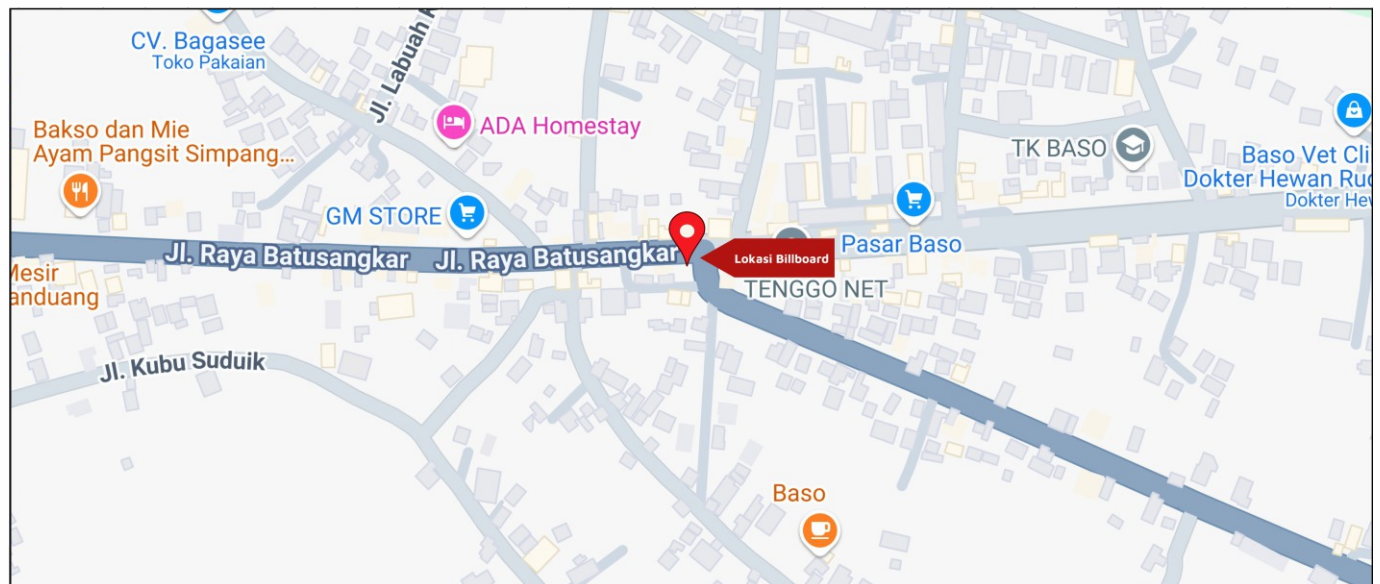 CV. Bagasee
Toko Pakaian
Jl. Labuah
ADA Homestay
Bakso dan Mie
Ayam Pangsit Simpang...
GM STORE
TK BASO
Baso Vet Cli
Dokter Hewan Rud
Dokter Hew
Pasar Baso
Jl. Raya Batusangkar
Jl. Raya Batusangkar
Lokasi Billboard
TENGGO NET
Mesir
anduang
Jl. Kubu Suduik
Baso